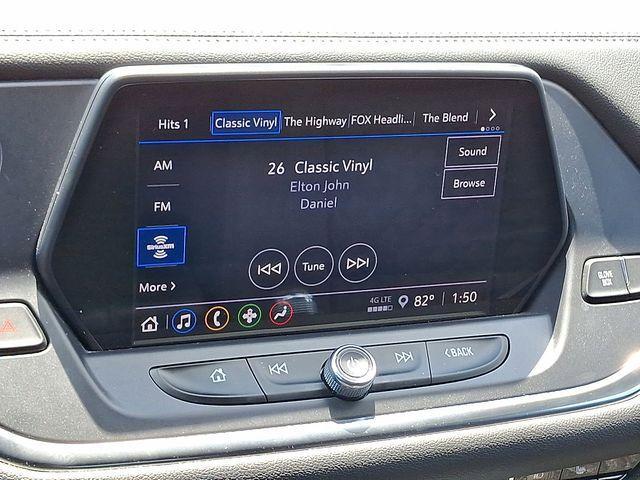 Hits 1 Classic Vinyl The Highway FOX Headli... The Blend
AM
26 Classic Vinyl
Sound
Elton John
Browse
Daniel
FM
SiriusXM
Tune
More
4G LTE 82° 1:50
BACK
GLOVE
BOX